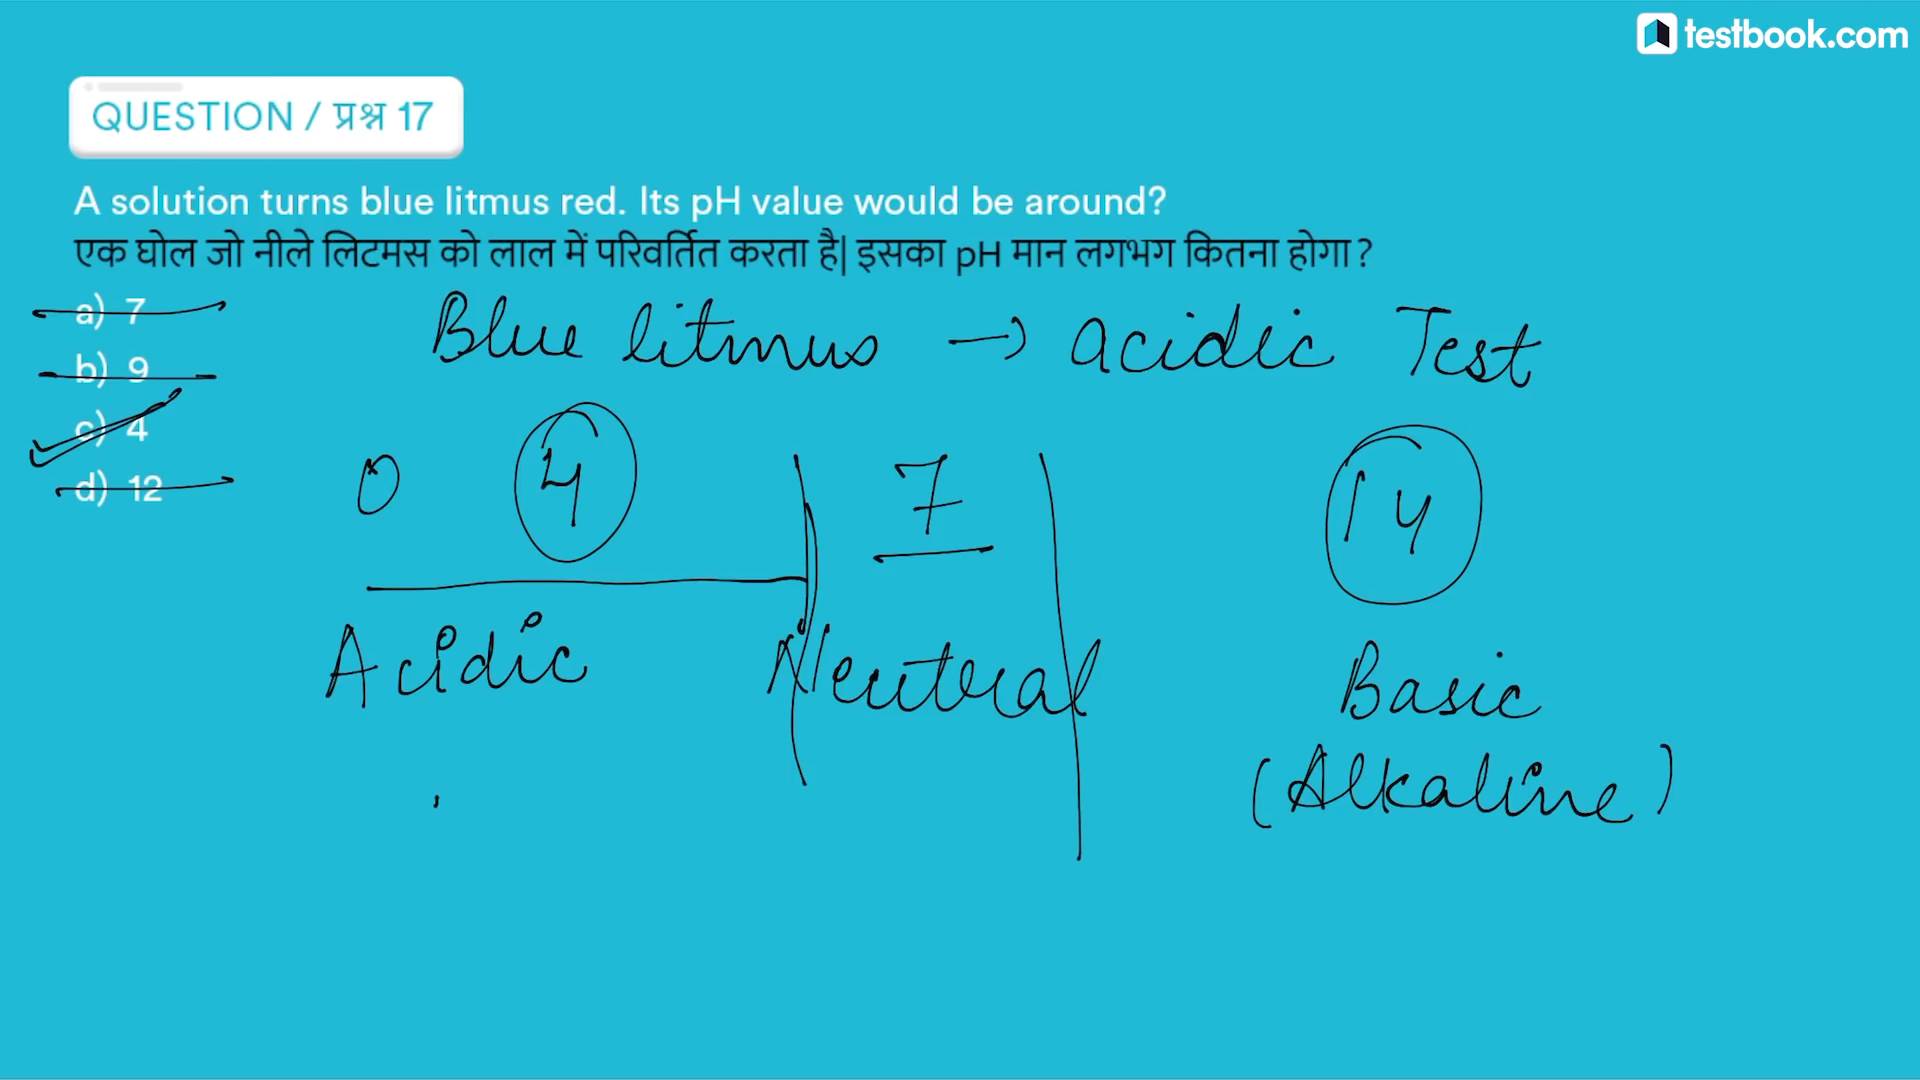 testbook.com
QUESTION / प्रश्न 17
A solution turns blue litmus red. Its pH value would be around?
एक घोल जो नीले लिटमस को लाल में परिवर्तित करता है| इसका pH मान लगभग कितना होगा?
a) 7
b) 9
c) 4
d) 12
Blue litmus → acidic Test
0 4 7 14
Acidic Neutral Basic
(Alkaline)